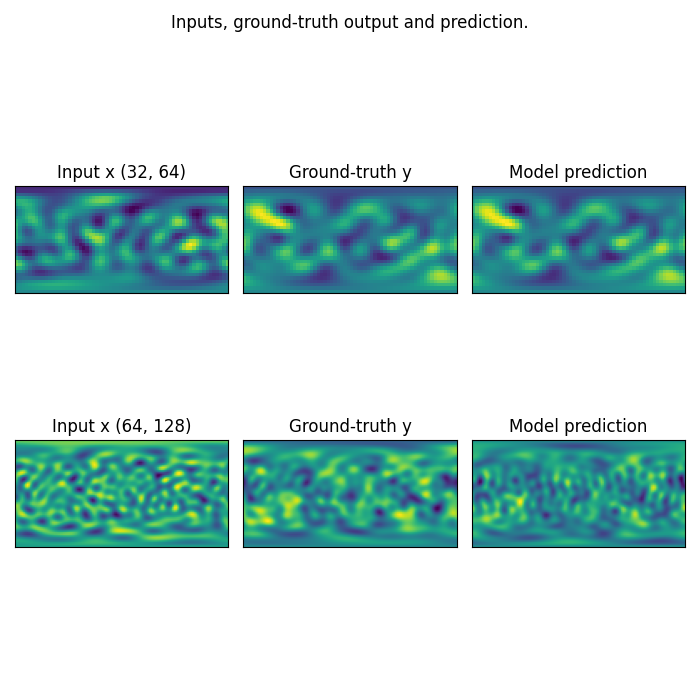 Inputs, ground-truth output and prediction.
Input x (32, 64)
Ground-truth y
Model prediction
Input x (64, 128)
Ground-truth y
Model prediction